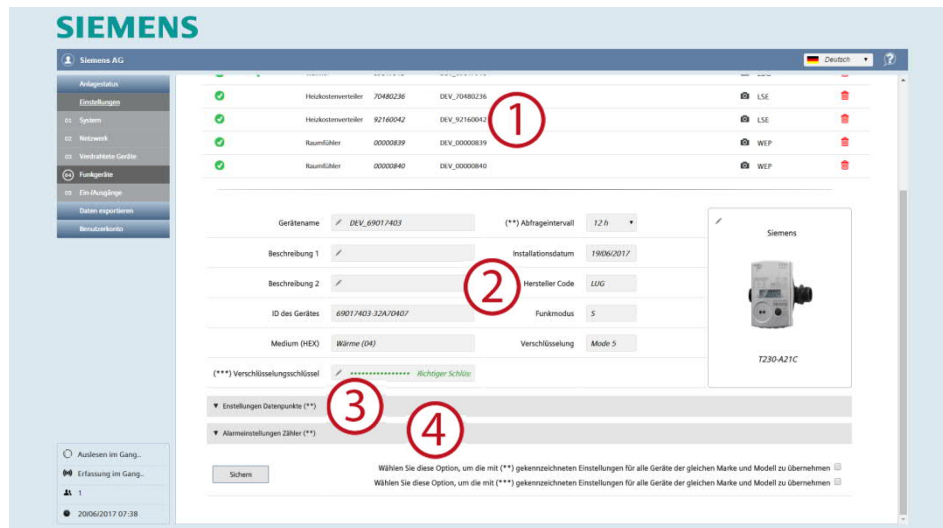 SIEMENS
Siemens AG
Deutsch
?
Anlagestatus
Einstellungen
01 System
02 Netzwerk
03 Verdrahtete Geräte
04 Funkgeräte
05 Ein-/Ausgänge
Daten exportieren
Benutzerkonto
Heizkostenverteiler 70480236 DEV_70480236 LSE
Heizkostenverteiler 92160042 DEV_92160042 LSE
Raumfühler 00000839 DEV_00000839 WEP
Raumfühler 00000840 DEV_00000840 WEP
1
Gerätename DEV_69017403 (**) Abfrageintervall 12 h
Beschreibung 1 Installationsdatum 19/06/2017
Beschreibung 2 Hersteller Code LUG
2
ID des Gerätes 69017403-32A70407 Funkmodus S
Medium (HEX) Wärme (04) Verschlüsselung Mode 5
(***) Verschlüsselungsschlüssel •••••••••••••••• Richtiger Schlüs
Siemens
T230-A21C
3
Enstellungen Datenpunkte (**)
4
Alarmeinstellungen Zähler (**)
Sichern
Wählen Sie diese Option, um die mit (**) gekennzeichneten Einstellungen für alle Geräte der gleichen Marke und Modell zu übernehmen
Wählen Sie diese Option, um die mit (***) gekennzeichneten Einstellungen für alle Geräte der gleichen Marke und Modell zu übernehmen
Auslesen im Gang..
Erfassung im Gang..
1
20/06/2017 07:38